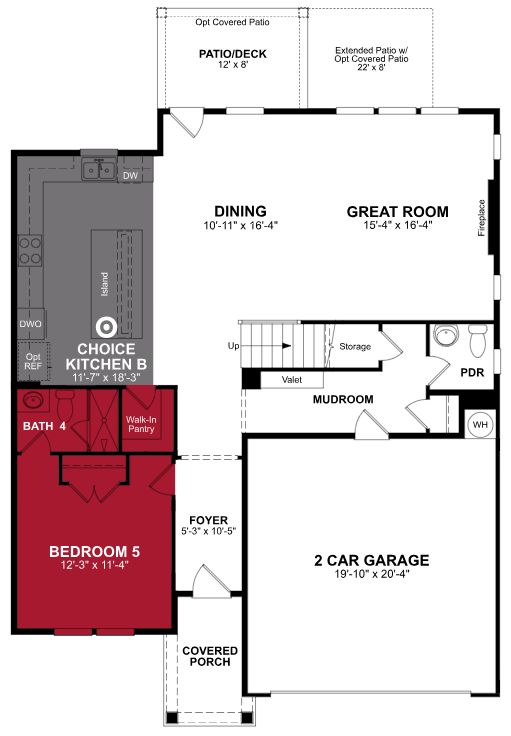 Opt Covered Patio
PATIO/DECK
12' x 8'
Extended Patio w/
Opt Covered Patio
22' x 8'
DW
DINING
10'-11" x 16'-4"
GREAT ROOM
15'-4" x 16'-4"
Fireplace
Island
DWO
Opt
REF
CHOICE
KITCHEN B
11'-7" x 18'-3"
Up
Storage
PDR
Valet
MUDROOM
WH
BATH 4
Walk-In
Pantry
FOYER
5'-3" x 10'-5"
BEDROOM 5
12'-3" x 11'-4"
2 CAR GARAGE
19'-10" x 20'-4"
COVERED
PORCH